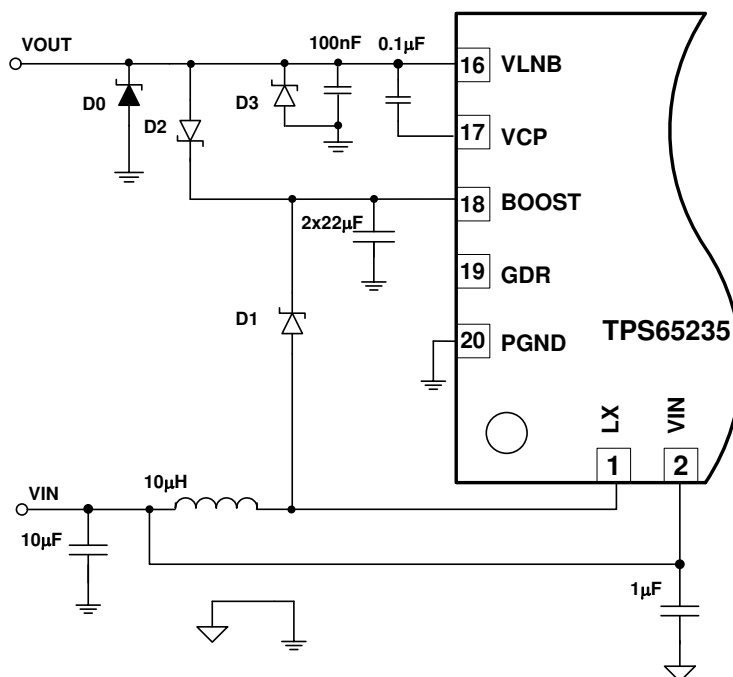 VOUT
100nF
0.1µF
16 VLNB
D0
D2
D3
17 VCP
18 BOOST
2x22µF
19 GDR
D1
20 PGND
TPS65235
LX
VIN
1
2
VIN
10µH
10µF
1µF